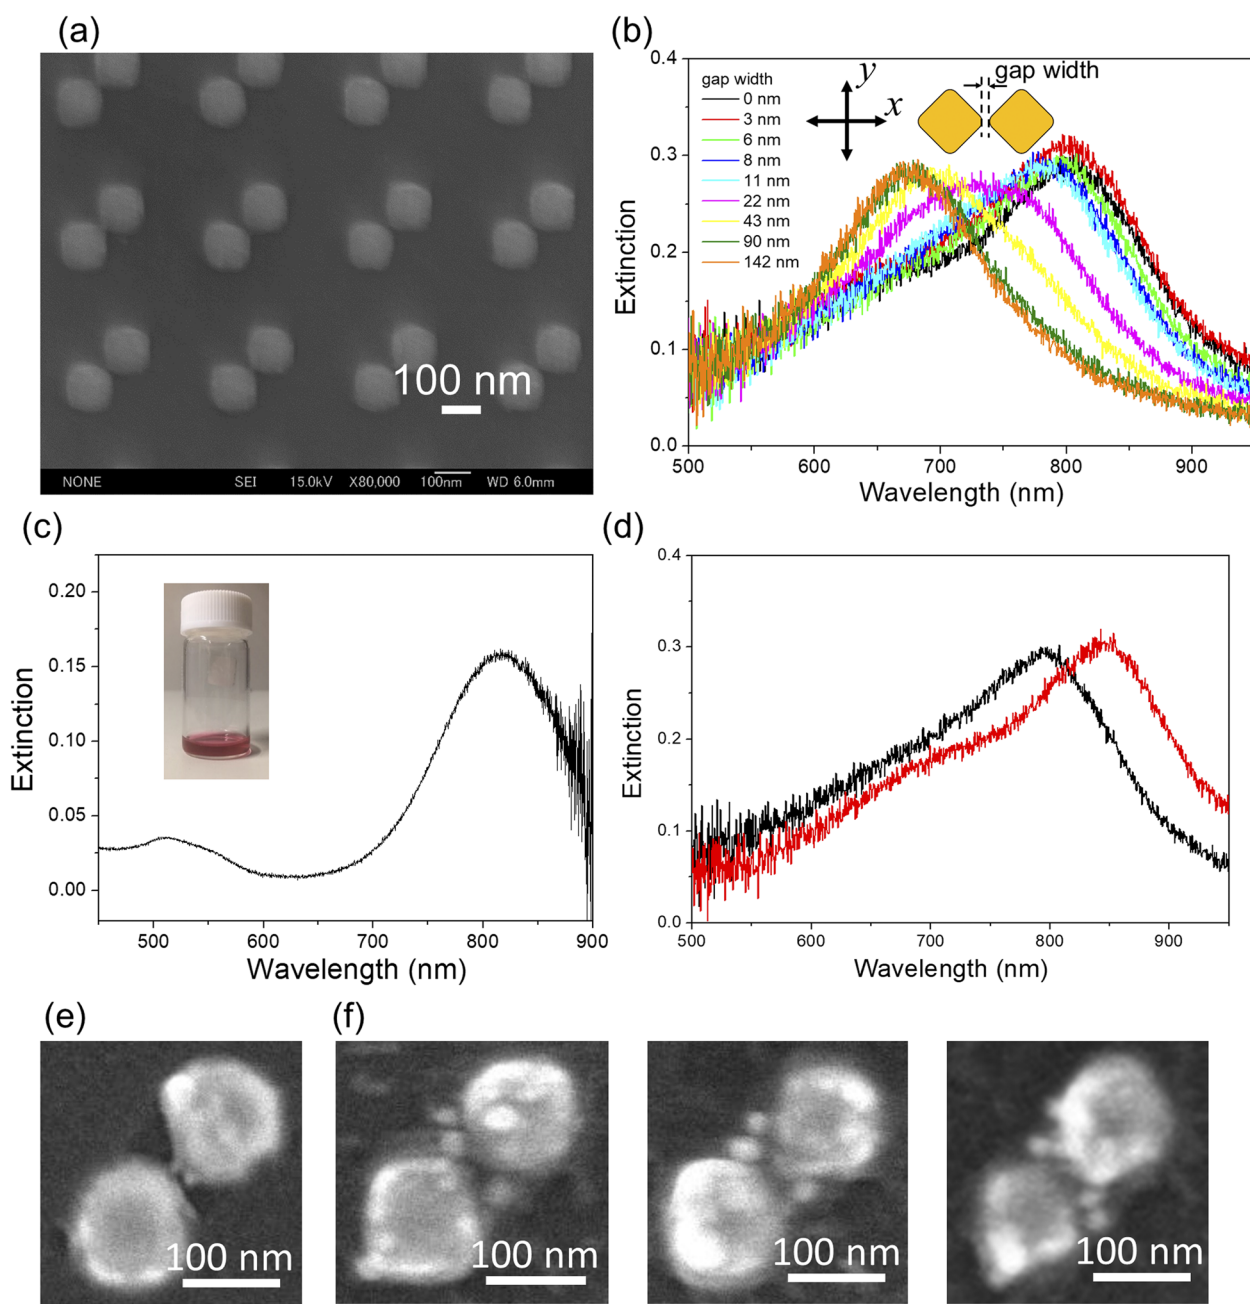 (a)
100 nm
NONE SEI 15.0kV X80,000 100nm WD 6.0mm
(b)
0.4
0.3
0.2
0.1
0.0
Extinction
gap width
0 nm
3 nm
6 nm
8 nm
11 nm
22 nm
43 nm
90 nm
142 nm
y
x
gap width
500 600 700 800 900
Wavelength (nm)
(c)
0.20
0.15
0.10
0.05
0.00
Extinction
500 600 700 800 900
Wavelength (nm)
(d)
0.4
0.3
0.2
0.1
0.0
Extinction
500 600 700 800 900
Wavelength (nm)
(e)
100 nm
(f)
100 nm
100 nm
100 nm